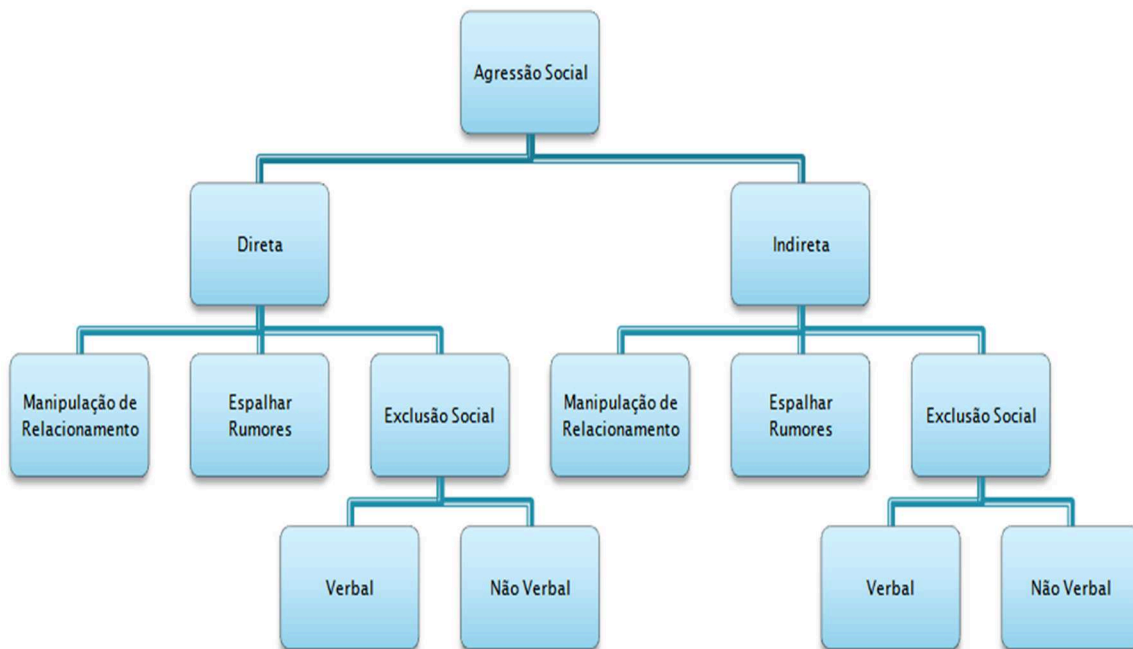 Agressão Social
Direta
Indireta
Manipulação de
Relacionamento
Espalhar
Rumores
Exclusão Social
Manipulação de
Relacionamento
Espalhar
Rumores
Exclusão Social
Verbal
Não Verbal
Verbal
Não Verbal